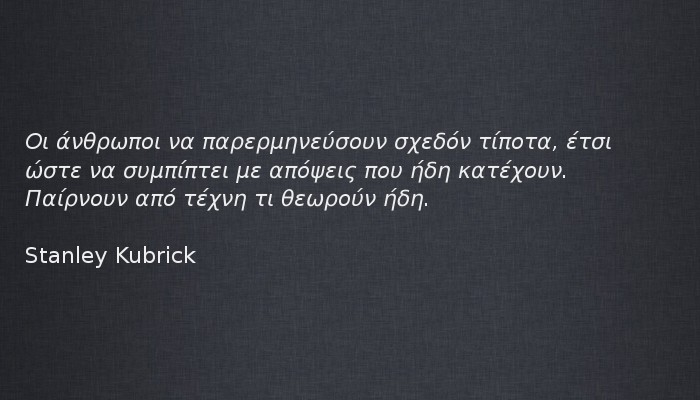 Οι άνθρωποι να παρερμηνεύσουν σχεδόν τίποτα, έτσι
ώστε να συμπίπτει με απόψεις που ήδη κατέχουν.
Παίρνουν από τέχνη τι θεωρούν ήδη.
Stanley Kubrick